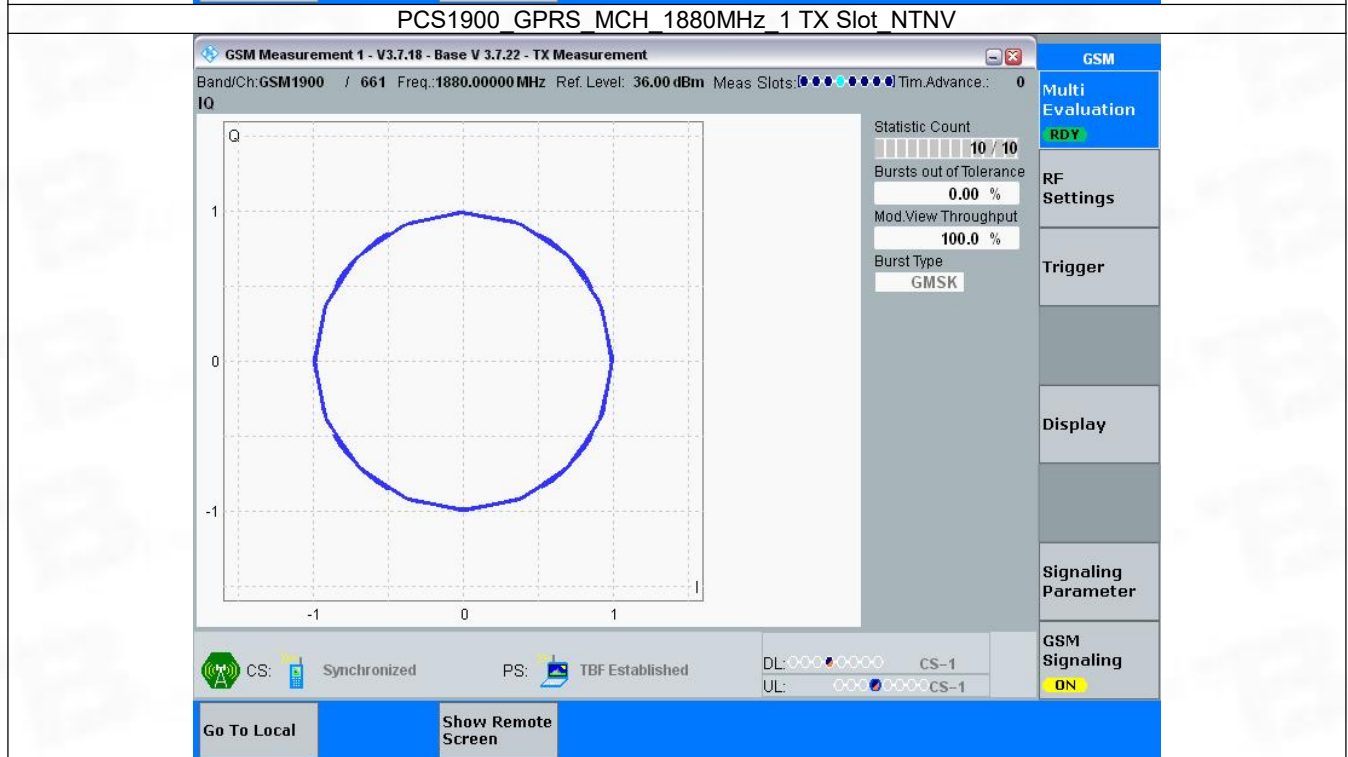 PCS1900_GPRS_MCH_1880MHz_1 TX Slot_NTNV
GSM Measurement 1 - V3.7.18 - Base V 3.7.22 - TX Measurement
GSM
Band/Ch:GSM1900 / 661 Freq.:1880.00000 MHz Ref. Level: 36.00 dBm Meas Slots: Tim.Advance.: 0
IQ
Multi
Evaluation
RDY
Q
Statistic Count
10 / 10
Bursts out of Tolerance
0.00 %
Mod.View Throughput
100.0 %
Burst Type
GMSK
RF
Settings
Trigger
Display
Signaling
Parameter
GSM
Signaling
ON
1
0
-1
I
-1 0 1
CS: Synchronized PS: TBF Established
DL: CS-1
UL: CS-1
Go To Local
Show Remote
Screen